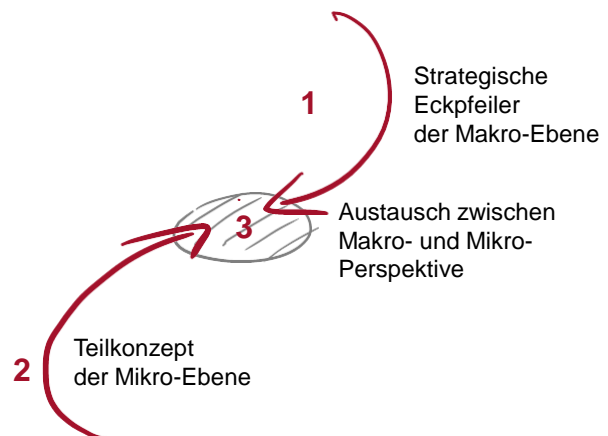 1
Strategische
Eckpfeiler
der Makro-Ebene
3
Austausch zwischen
Makro- und Mikro-
Perspektive
2
Teilkonzept
der Mikro-Ebene